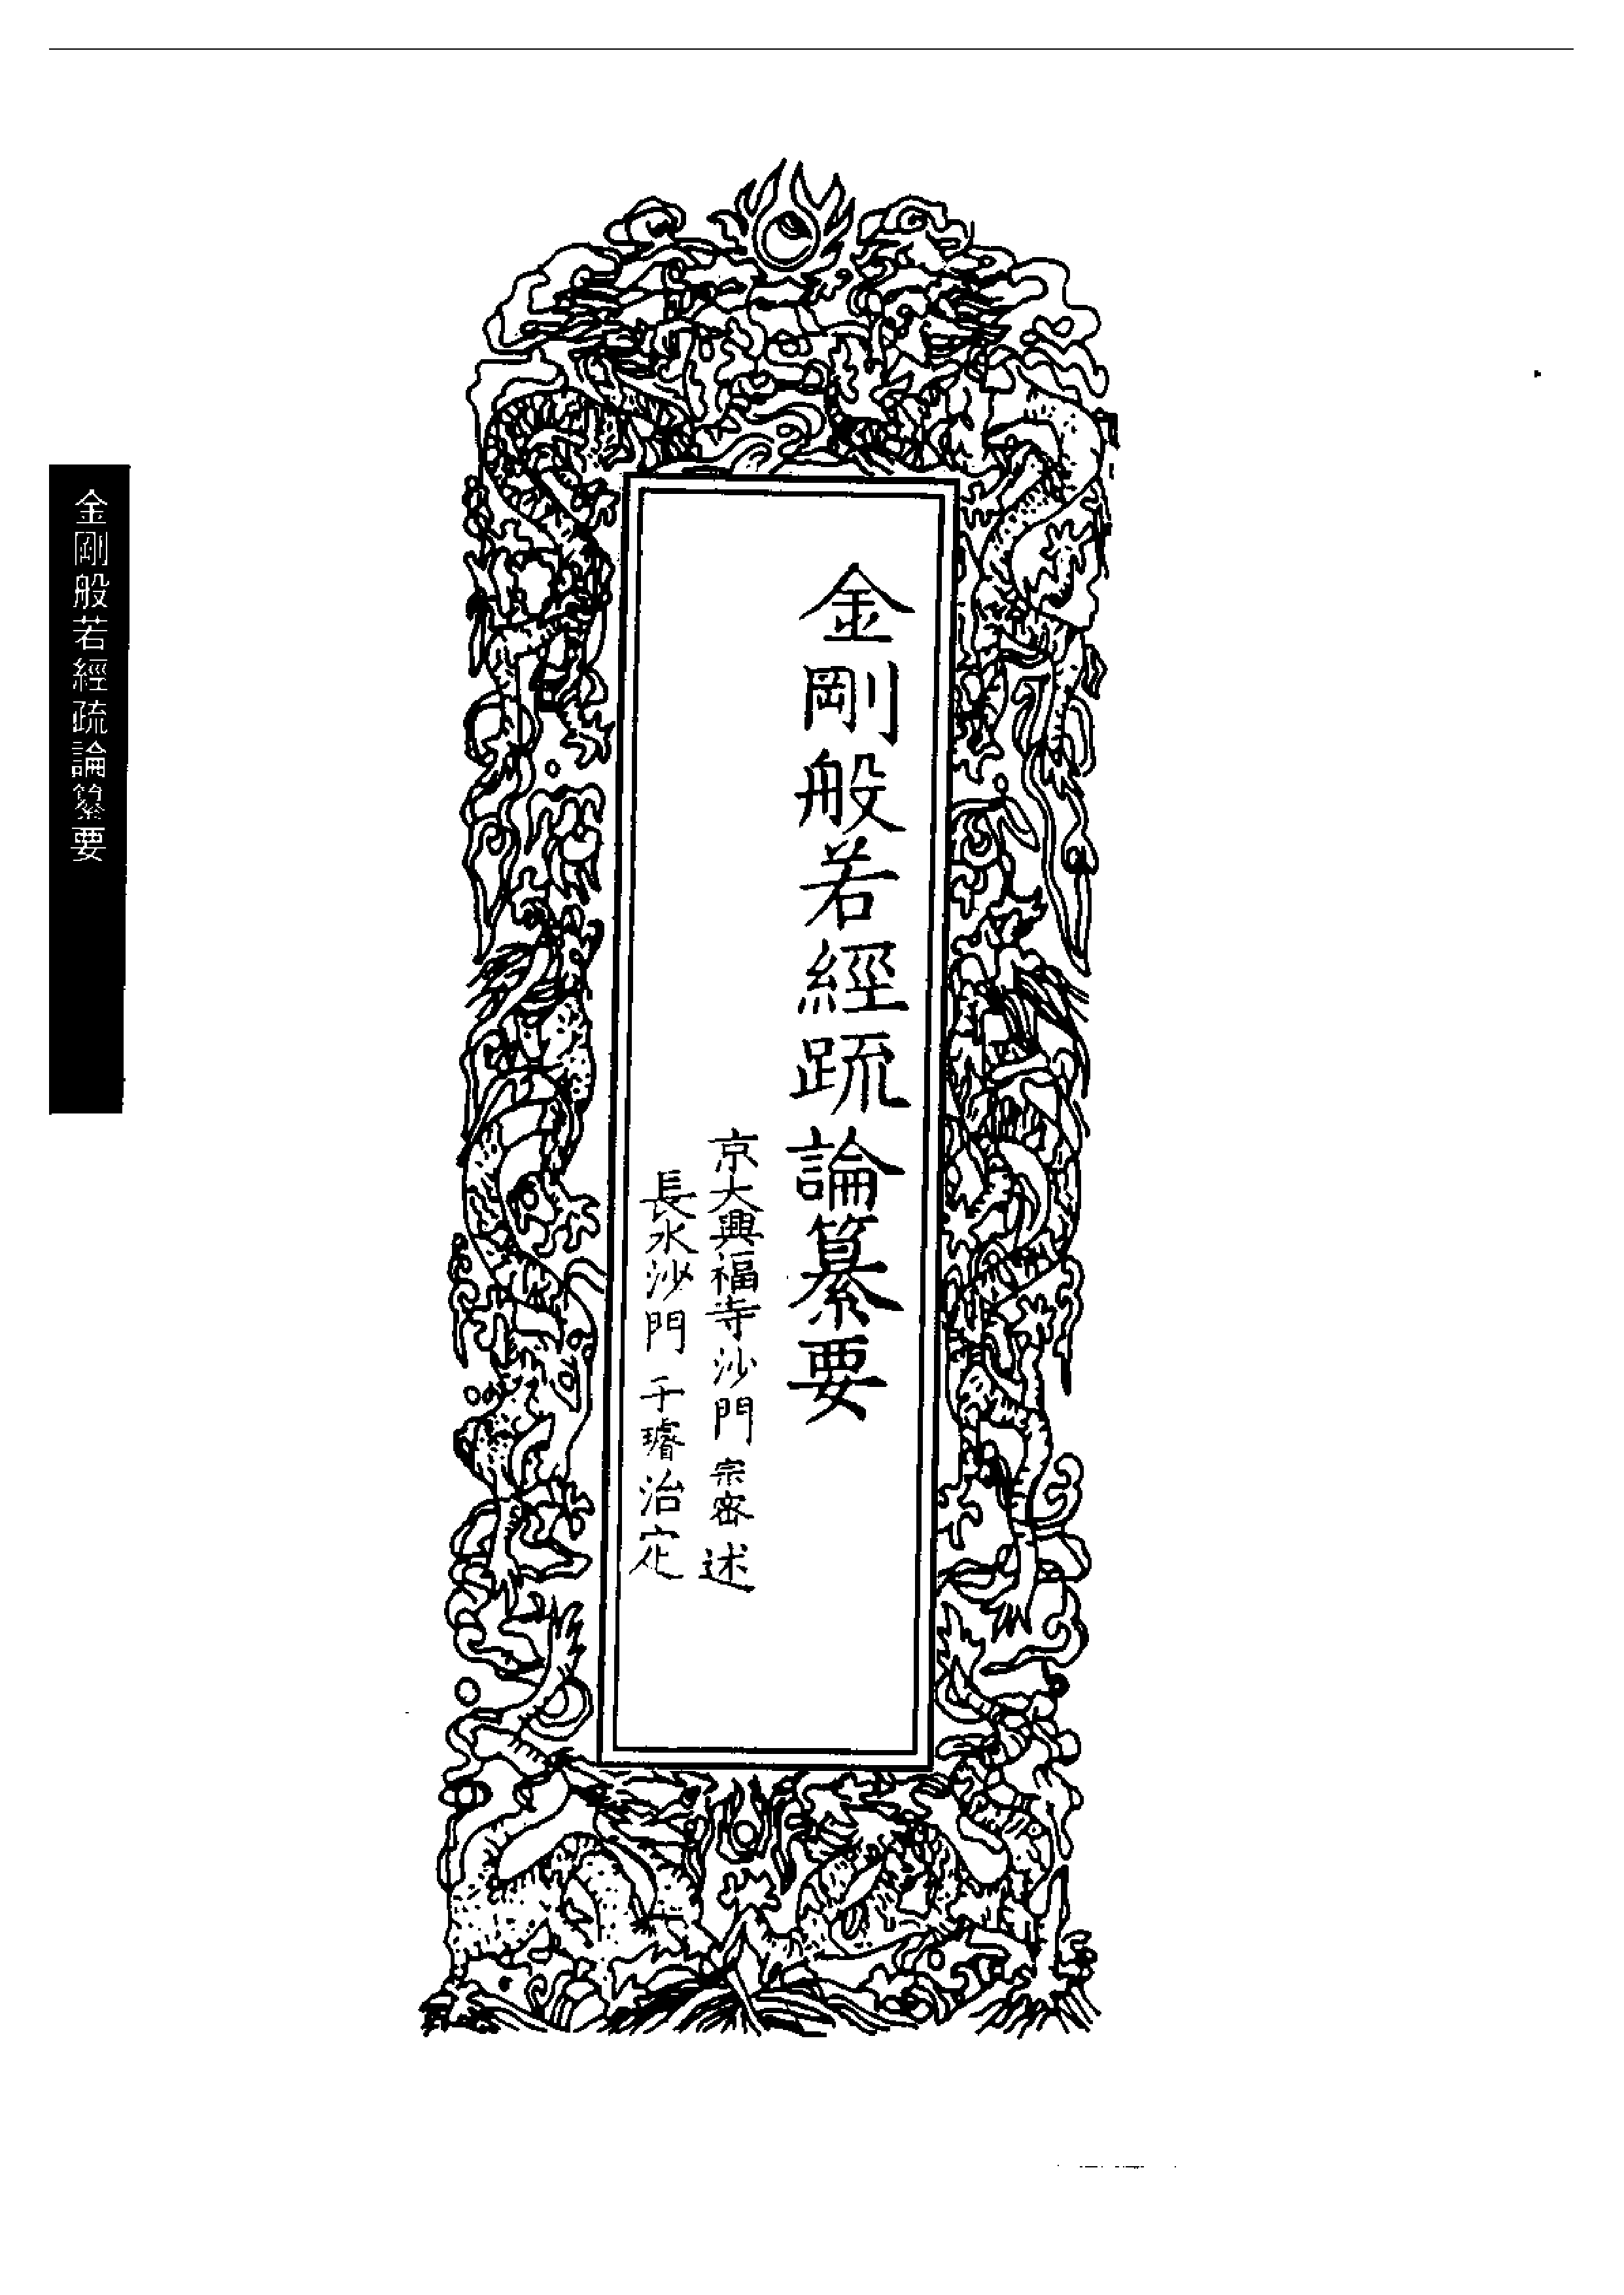 金剛般若經疏論纂要
京大興福寺沙門宗密述
長水沙門子璿治定
金剛般若經疏論纂要